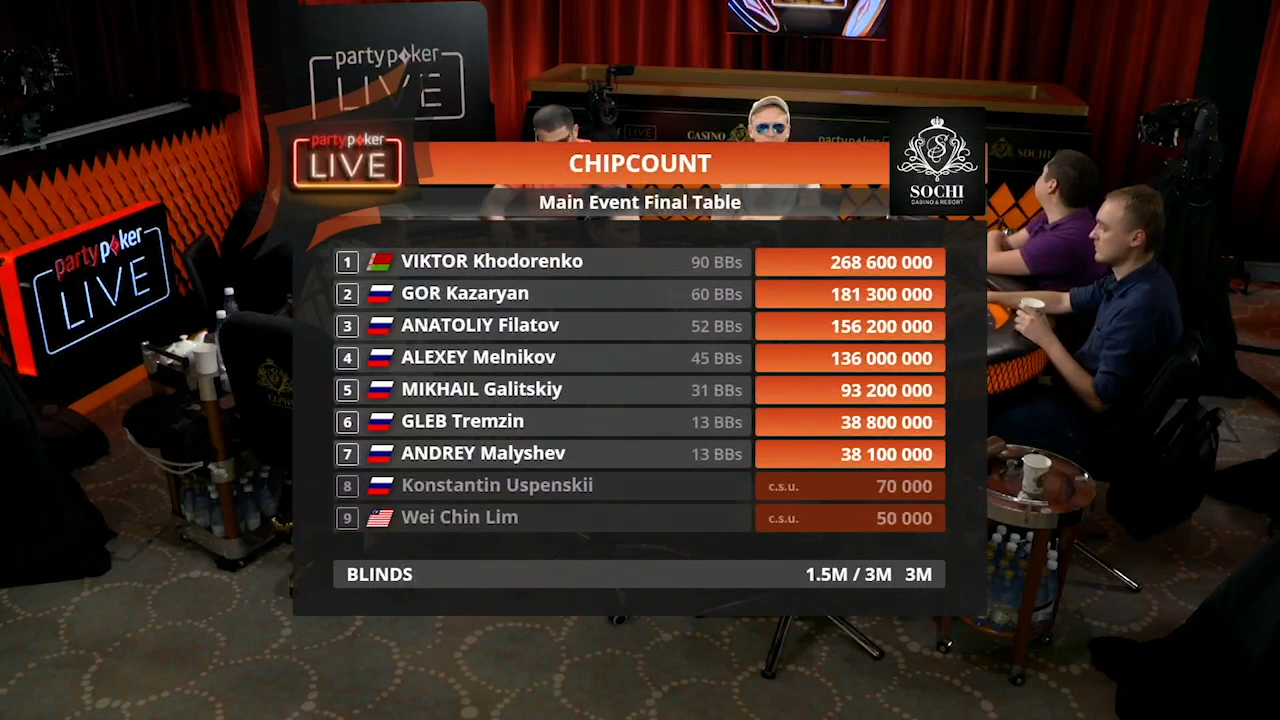 partypoker
LIVE
partypoker
LIVE
CHIPCOUNT
Main Event Final Table
SOCHI
CASINO & RESORT
LIVE
CASINO
partypoker
SOCHI
partypoker
LIVE
1 VIKTOR Khodorenko 90 BBs 268 600 000
2 GOR Kazaryan 60 BBs 181 300 000
3 ANATOLIY Filatov 52 BBs 156 200 000
4 ALEXEY Melnikov 45 BBs 136 000 000
5 MIKHAIL Galitskiy 31 BBs 93 200 000
6 GLEB Tremzin 13 BBs 38 800 000
7 ANDREY Malyshev 13 BBs 38 100 000
8 Konstantin Uspenskii c.s.u. 70 000
9 Wei Chin Lim c.s.u. 50 000
BLINDS 1.5M / 3M 3M